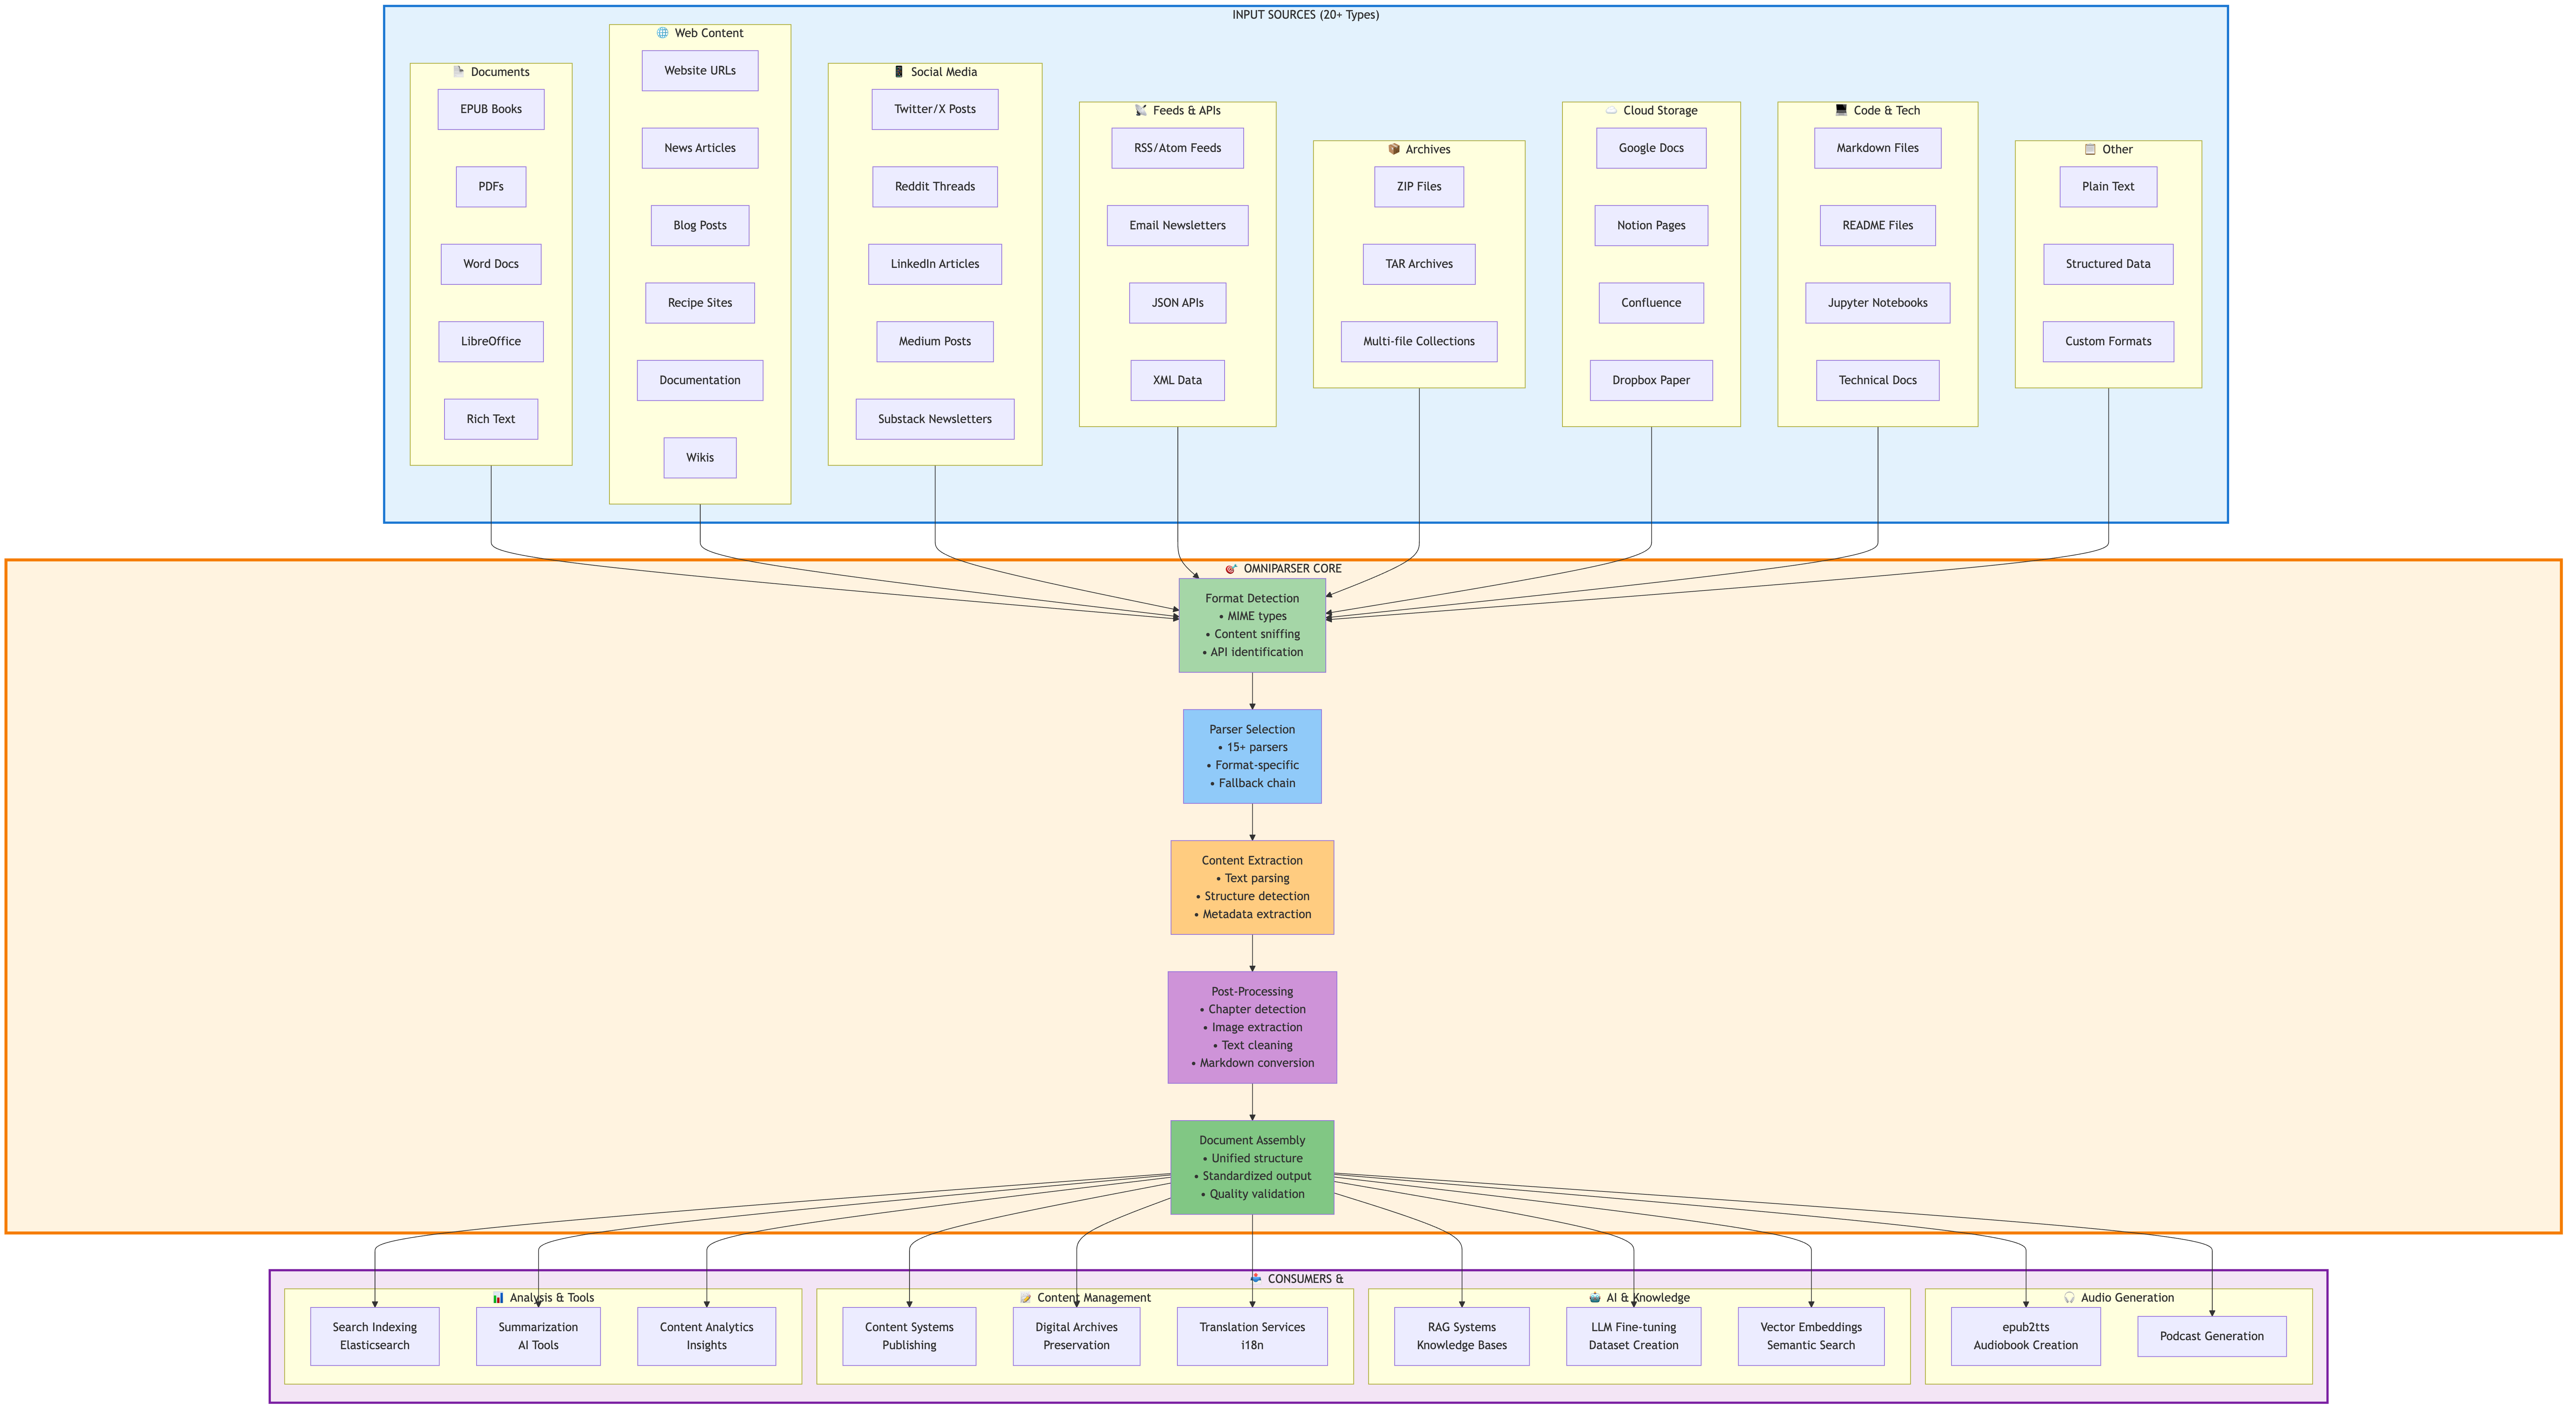 INPUT SOURCES (20+ Types)
📄 Documents
EPUB Books
PDFs
Word Docs
LibreOffice
Rich Text
🌐 Web Content
Website URLs
News Articles
Blog Posts
Recipe Sites
Documentation
Wikis
📱 Social Media
Twitter/X Posts
Reddit Threads
LinkedIn Articles
Medium Posts
Substack Newsletters
📡 Feeds & APIs
RSS/Atom Feeds
Email Newsletters
JSON APIs
XML Data
📦 Archives
ZIP Files
TAR Archives
Multi-file Collections
☁️ Cloud Storage
Google Docs
Notion Pages
Confluence
Dropbox Paper
💻 Code & Tech
Markdown Files
README Files
Jupyter Notebooks
Technical Docs
📋 Other
Plain Text
Structured Data
Custom Formats
🎯 OMNIPARSER CORE
Format Detection
• MIME types
• Content sniffing
• API identification
Parser Selection
• 15+ parsers
• Format-specific
• Fallback chain
Content Extraction
• Text parsing
• Structure detection
• Metadata extraction
Post-Processing
• Chapter detection
• Image extraction
• Text cleaning
• Markdown conversion
Document Assembly
• Unified structure
• Standardized output
• Quality validation
📤 CONSUMERS &
📊 Analysis & Tools
Search Indexing
Elasticsearch
Summarization
AI Tools
Content Analytics
Insights
📝 Content Management
Content Systems
Publishing
Digital Archives
Preservation
Translation Services
i18n
🤖 AI & Knowledge
RAG Systems
Knowledge Bases
LLM Fine-tuning
Dataset Creation
Vector Embeddings
Semantic Search
🎧 Audio Generation
epub2tts
Audiobook Creation
Podcast Generation